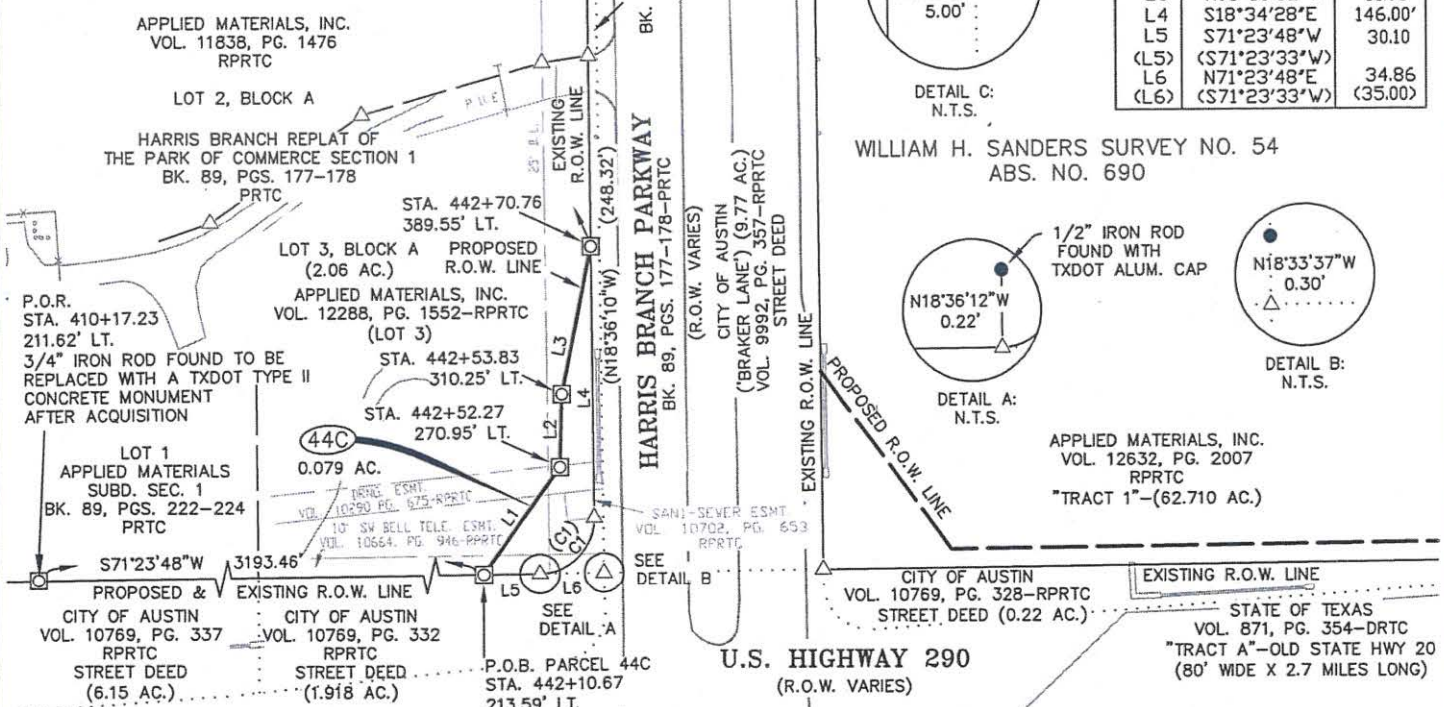 APPLIED MATERIALS, INC.
VOL. 11838, PG. 1476
RPRTC
LOT 2, BLOCK A
HARRIS BRANCH REPLAT OF
THE PARK OF COMMERCE SECTION 1
BK. 89, PGS. 177-178
PRTC
P.U.E
25' B.L.
EXISTING
R.O.W. LINE
BK.
5.00'
DETAIL C:
N.T.S.
L4 S18°34'28"E 146.00'
L5 S71°23'48"W 30.10
(L5) (S71°23'33"W)
L6 N71°23'48"E 34.86
(L6) (S71°23'33"W) (35.00)
WILLIAM H. SANDERS SURVEY NO. 54
ABS. NO. 690
STA. 442+70.76
389.55' LT.
LOT 3, BLOCK A
(2.06 AC.)
PROPOSED
R.O.W. LINE
APPLIED MATERIALS, INC.
VOL. 12288, PG. 1552-RPRTC
(LOT 3)
STA. 442+53.83
310.25' LT.
STA. 442+52.27
270.95' LT.
P.O.R.
STA. 410+17.23
211.62' LT.
3/4" IRON ROD FOUND TO BE
REPLACED WITH A TXDOT TYPE II
CONCRETE MONUMENT
AFTER ACQUISITION
44C
0.079 AC.
LOT 1
APPLIED MATERIALS
SUBD. SEC. 1
BK. 89, PGS. 222-224
PRTC
DRNG. ESMT.
VOL. 10290 PG. 675-RPRTC
10' SW BELL TELE. ESMT.
VOL. 10664, PG. 946-RPRTC
L1
L2
L3
L4
(C1)
C1
L5
L6
(N18°36'10"W) (248.32')
HARRIS BRANCH PARKWAY
BK. 89, PGS. 177-178-PRTC
(R.O.W. VARIES)
CITY OF AUSTIN
("BRAKER LANE") (9.77 AC.)
VOL. 9992, PG. 357-RPRTC
STREET DEED
EXISTING R.O.W. LINE
PROPOSED R.O.W. LINE
SANI-SEWER ESMT
VOL 10702, PG. 653
RPRTC
SEE
DETAIL B
SEE
DETAIL A
N18°36'12"W
0.22'
1/2" IRON ROD
FOUND WITH
TXDOT ALUM. CAP
DETAIL A:
N.T.S.
N18°33'37"W
0.30'
DETAIL B:
N.T.S.
APPLIED MATERIALS, INC.
VOL. 12632, PG. 2007
RPRTC
"TRACT 1"-(62.710 AC.)
S71°23'48"W 3193.46'
PROPOSED & EXISTING R.O.W. LINE
CITY OF AUSTIN
VOL. 10769, PG. 337
RPRTC
STREET DEED
(6.15 AC.)
CITY OF AUSTIN
VOL. 10769, PG. 332
RPRTC
STREET DEED
(1.918 AC.)
P.O.B. PARCEL 44C
STA. 442+10.67
213.59' LT.
U.S. HIGHWAY 290
(R.O.W. VARIES)
CITY OF AUSTIN
VOL. 10769, PG. 328-RPRTC
STREET DEED (0.22 AC.)
EXISTING R.O.W. LINE
STATE OF TEXAS
VOL. 871, PG. 354-DRTC
"TRACT A"-OLD STATE HWY 20
(80' WIDE X 2.7 MILES LONG)